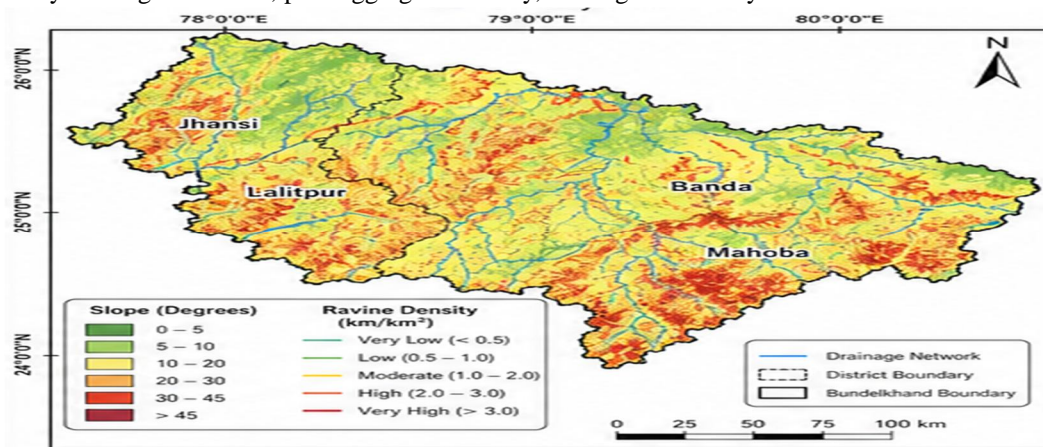 78°0'0"E 79°0'0"E 80°0'0"E
26°0'0"N
25°0'0"N
24°0'0"N
N
Jhansi
Lalitpur
Banda
Mahoba
Slope (Degrees)
0 – 5
5 – 10
10 – 20
20 – 30
30 – 45
> 45
Ravine Density
(km/km²)
Very Low (< 0.5)
Low (0.5 – 1.0)
Moderate (1.0 – 2.0)
High (2.0 – 3.0)
Very High (> 3.0)
Drainage Network
District Boundary
Bundelkhand Boundary
0 25 50 75 100 km